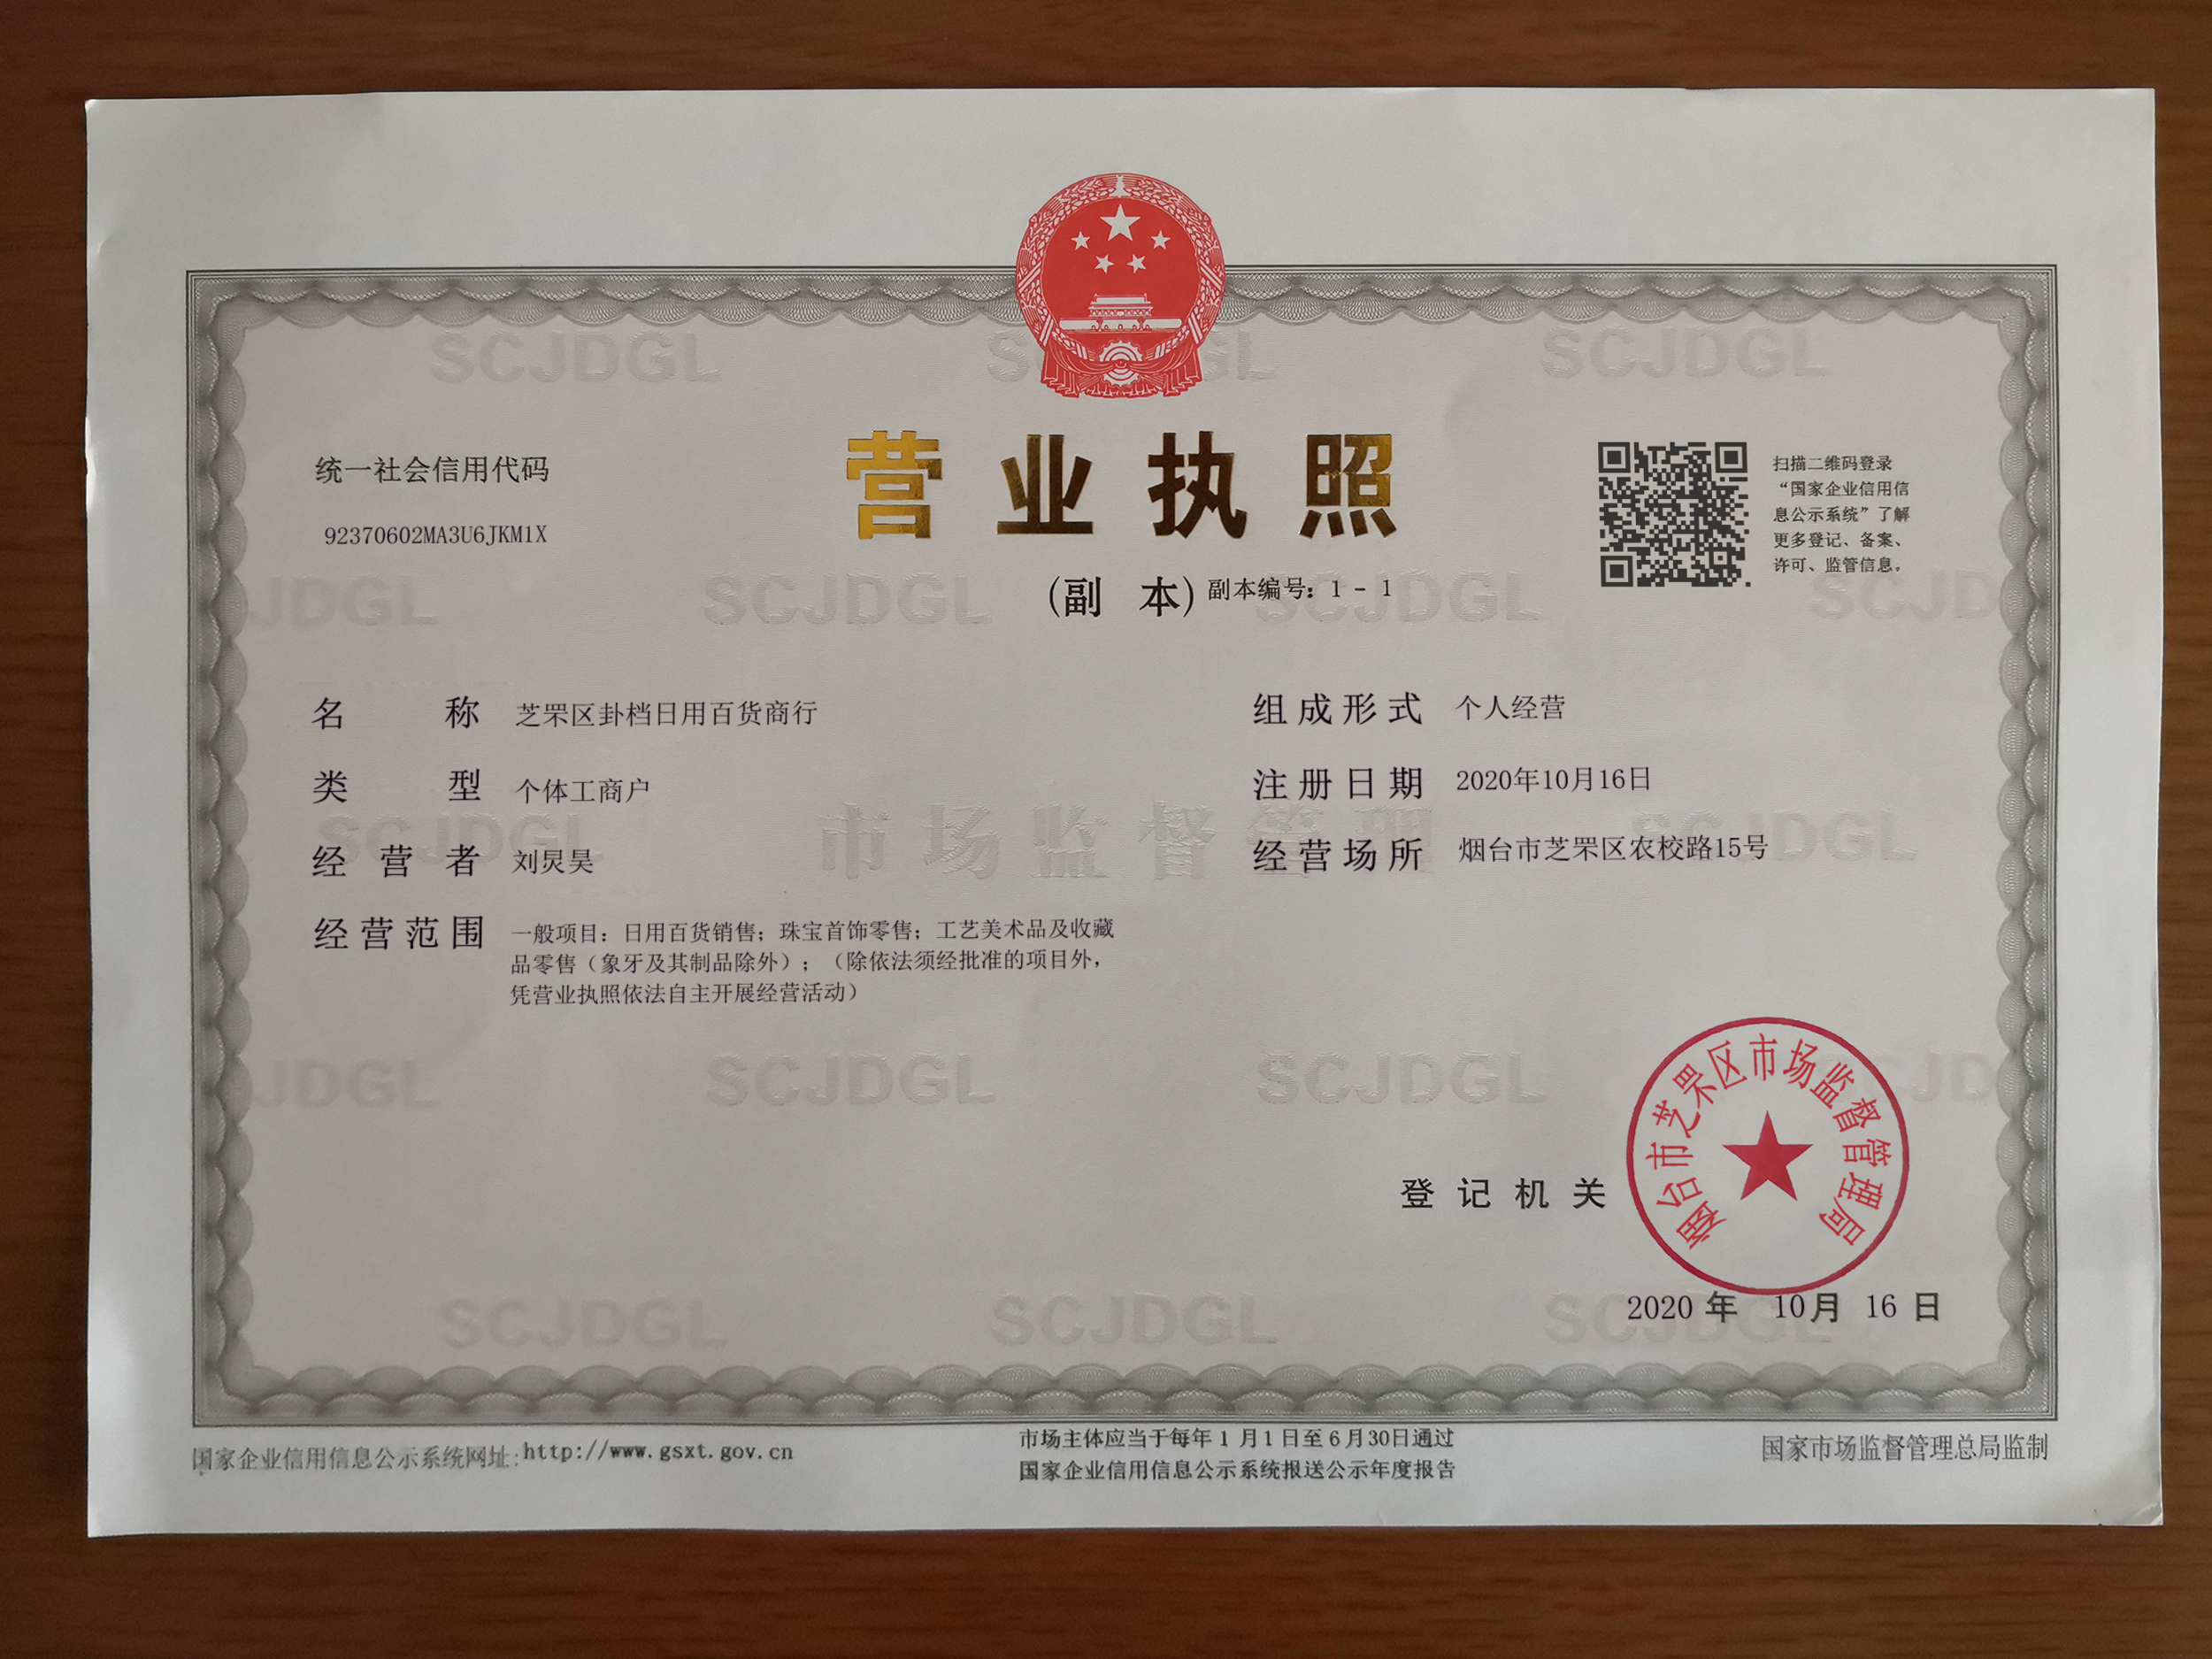 营业执照
(副 本) 副本编号：1 - 1
统一社会信用代码
92370602MA3U6JKM1X
扫描二维码登录
“国家企业信用信
息公示系统”了解
更多登记、备案、
许可、监管信息。
名 称 芝罘区卦档日用百货商行
类 型 个体工商户
经 营 者 刘炅昊
经 营 范 围 一般项目：日用百货销售；珠宝首饰零售；工艺美术品及收藏
品零售（象牙及其制品除外）；（除依法须经批准的项目外，
凭营业执照依法自主开展经营活动）
组 成 形 式 个人经营
注 册 日 期 2020年10月16日
经 营 场 所 烟台市芝罘区农校路15号
SCJDGL
市场监督管理
登 记 机 关
烟台市芝罘区市场监督管理局
2020 年 10 月 16 日
国家企业信用信息公示系统网址：http://www.gsxt.gov.cn
市场主体应当于每年 1 月 1 日至 6 月 30日通过
国家企业信用信息公示系统报送公示年度报告
国家市场监督管理总局监制